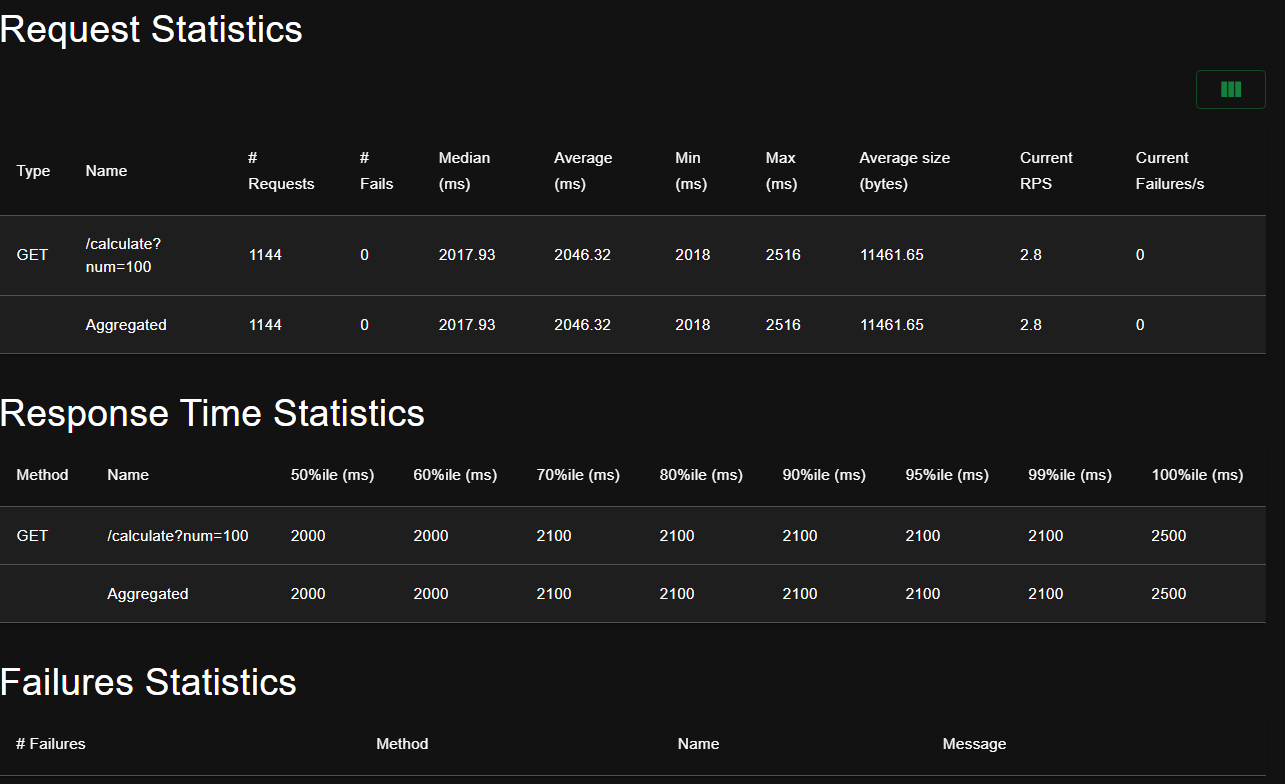 Request Statistics
Type Name # Requests # Fails Median (ms) Average (ms) Min (ms) Max (ms) Average size (bytes) Current RPS Current Failures/s
GET /calculate?num=100 1144 0 2017.93 2046.32 2018 2516 11461.65 2.8 0
Aggregated 1144 0 2017.93 2046.32 2018 2516 11461.65 2.8 0
Response Time Statistics
Method Name 50%ile (ms) 60%ile (ms) 70%ile (ms) 80%ile (ms) 90%ile (ms) 95%ile (ms) 99%ile (ms) 100%ile (ms)
GET /calculate?num=100 2000 2000 2100 2100 2100 2100 2100 2500
Aggregated 2000 2000 2100 2100 2100 2100 2100 2500
Failures Statistics
# Failures Method Name Message